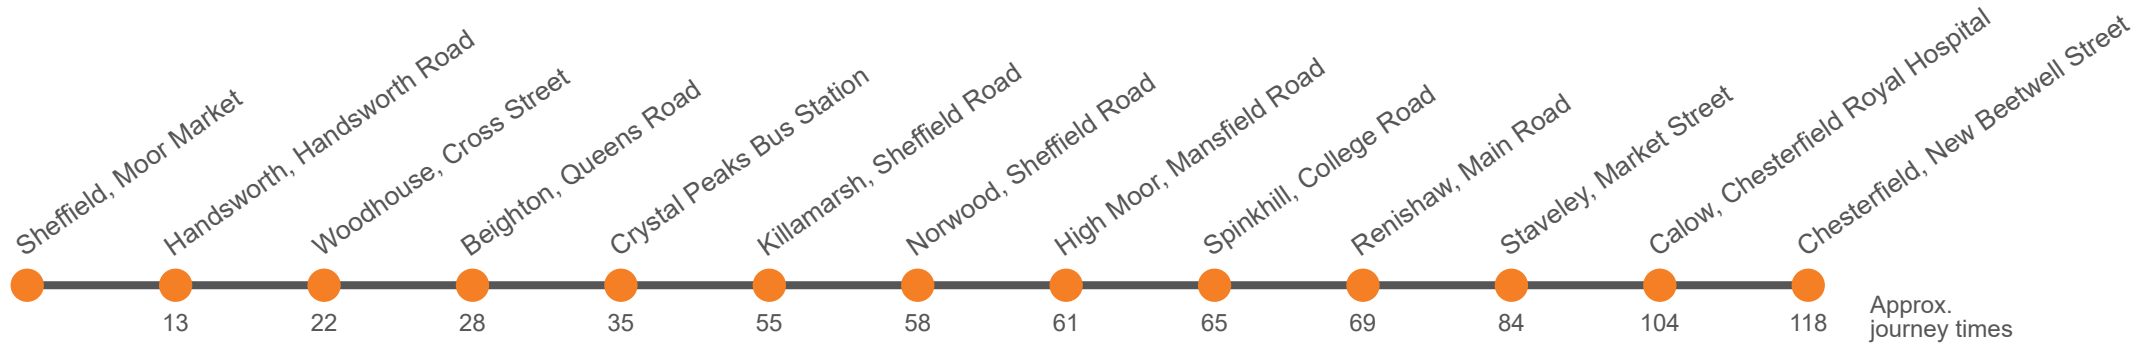 Sheffield, Moor Market
Handsworth, Handsworth Road
Woodhouse, Cross Street
Beighton, Queens Road
Crystal Peaks Bus Station
Killamarsh, Sheffield Road
Norwood, Sheffield Road
High Moor, Mansfield Road
Spinkhill, College Road
Renishaw, Main Road
Staveley, Market Street
Calow, Chesterfield Royal Hospital
Chesterfield, New Beetwell Street
13 22 28 35 55 58 61 65 69 84 104 118
Approx.
journey times